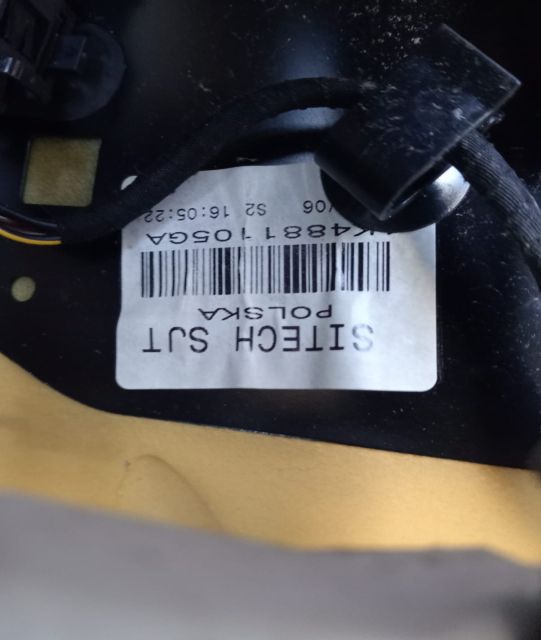 SITECH SJT
POLSKA
K4881105GA
/06 S2 16:05:22